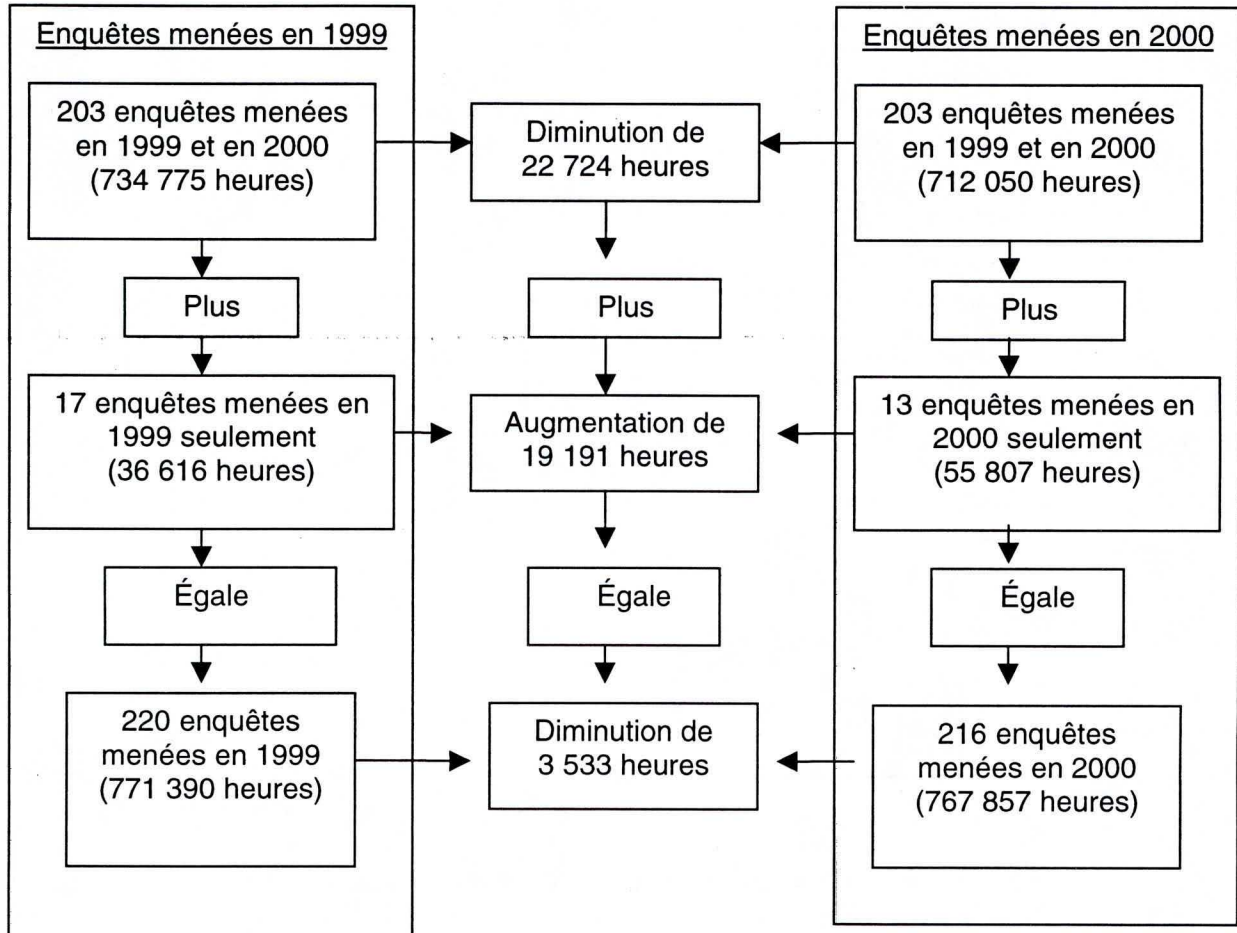 Enquêtes menées en 1999
203 enquêtes menées
en 1999 et en 2000
(734 775 heures)
Plus
17 enquêtes menées en
1999 seulement
(36 616 heures)
Égale
220 enquêtes
menées en 1999
(771 390 heures)
Diminution de
22 724 heures
Plus
Augmentation de
19 191 heures
Égale
Diminution de
3 533 heures
Enquêtes menées en 2000
203 enquêtes menées
en 1999 et en 2000
(712 050 heures)
Plus
13 enquêtes menées en
2000 seulement
(55 807 heures)
Égale
216 enquêtes
menées en 2000
(767 857 heures)